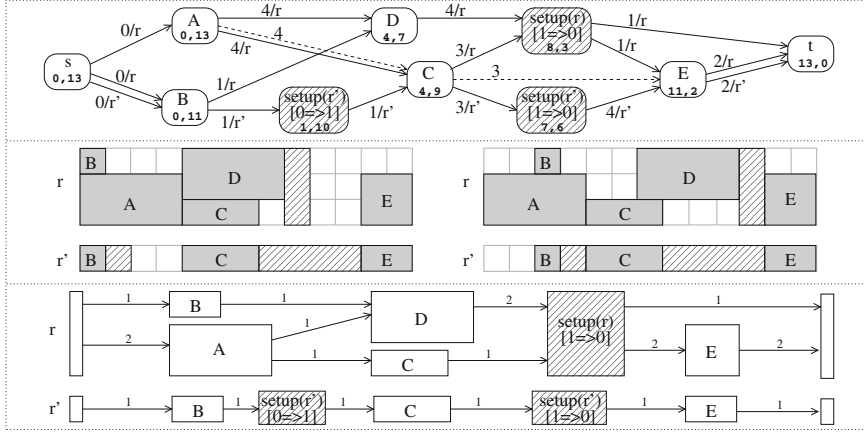 0/r
A
0,13
4/r
4
4/r
D
4,7
4/r
setup(r)
[1=>0]
8,3
1/r
s
0,13
0/r
0/r'
B
0,11
1/r
1/r'
setup(r')
[0=>1]
1,10
1/r'
C
4,9
3/r
3
3/r'
setup(r')
[1=>0]
7,6
4/r'
1/r
E
11,2
2/r
2/r'
t
13,0
r
B
A
D
C
E
r'
B
C
E
r
B
A
D
C
E
r'
B
C
E
r
1
B
1
2
A
1
1
D
2
C
1
setup(r)
[1=>0]
1
2
E
2
r'
1
B
1
setup(r')
[0=>1]
1
C
1
setup(r')
[1=>0]
1
E
1